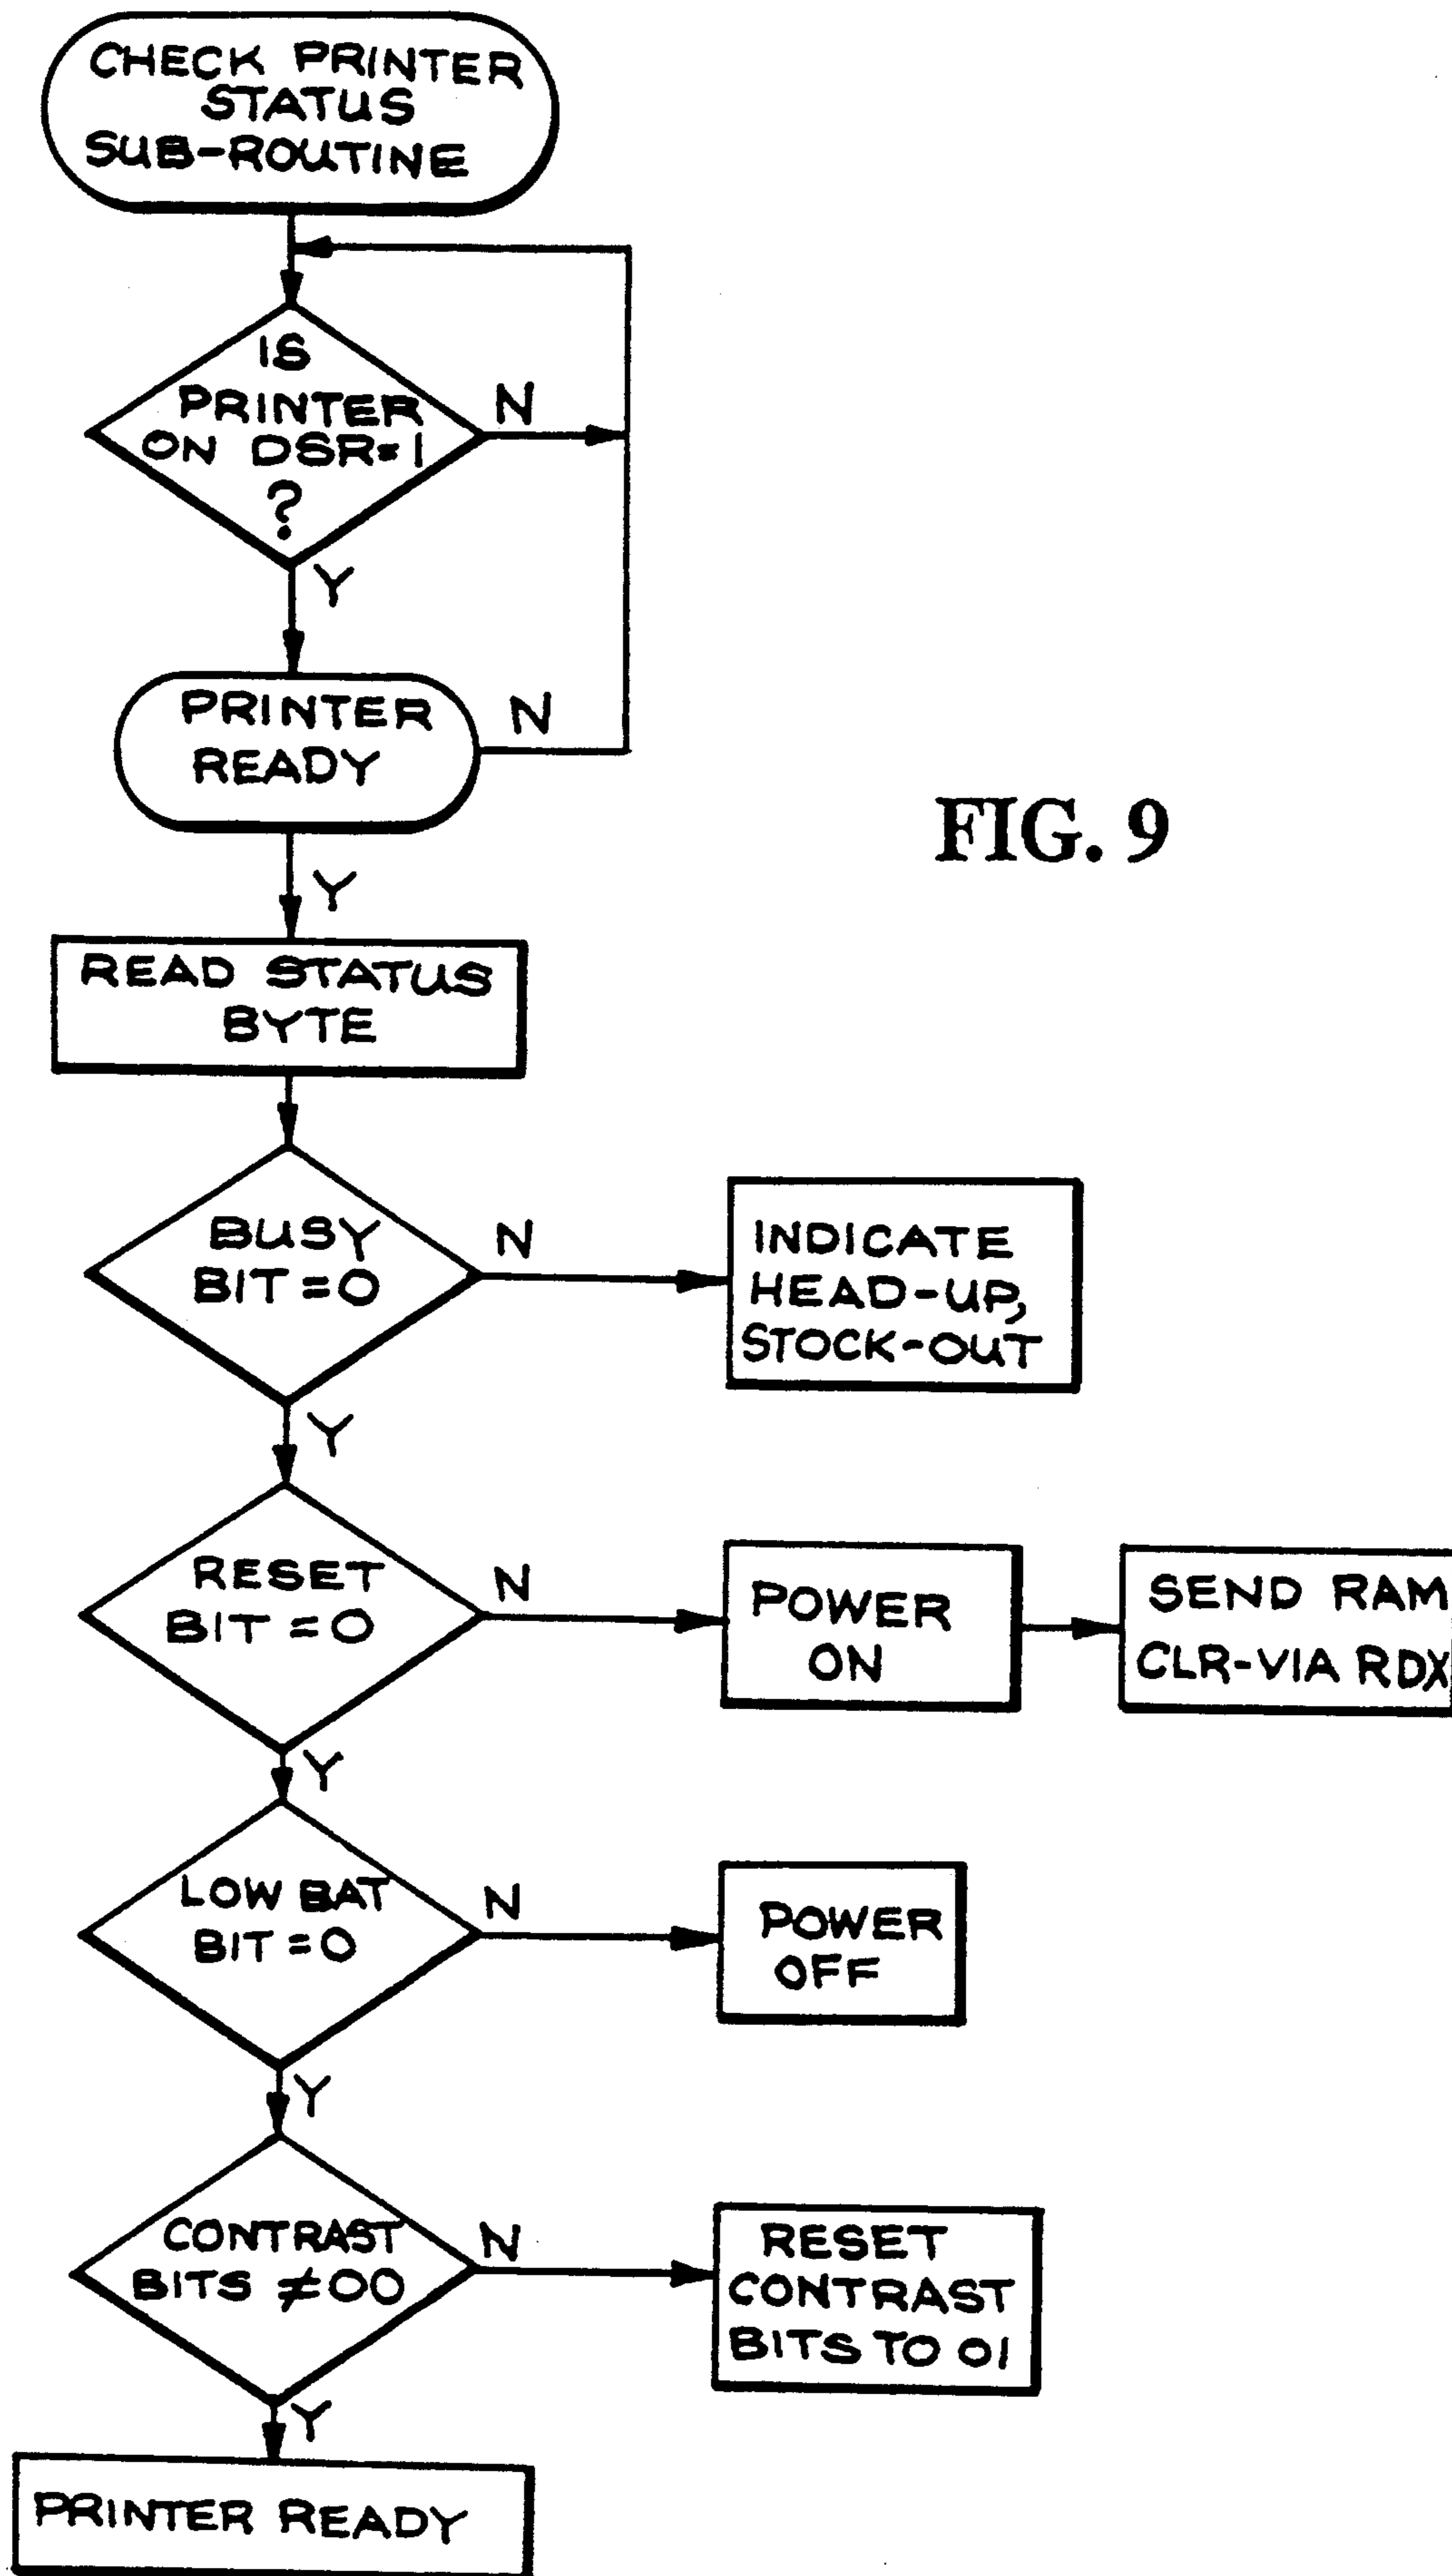 CHECK PRINTER
STATUS
SUB-ROUTINE
IS
PRINTER
ON DSR=1
?
N
Y
PRINTER
READY
N
Y
FIG. 9
READ STATUS
BYTE
BUSY
BIT=0
N
INDICATE
HEAD-UP,
STOCK-OUT
Y
RESET
BIT=0
N
POWER
ON
SEND RAM
CLR-VIA RDX
Y
LOW BAT
BIT=0
N
POWER
OFF
Y
CONTRAST
BITS ≠00
N
RESET
CONTRAST
BITS TO 01
Y
PRINTER READY